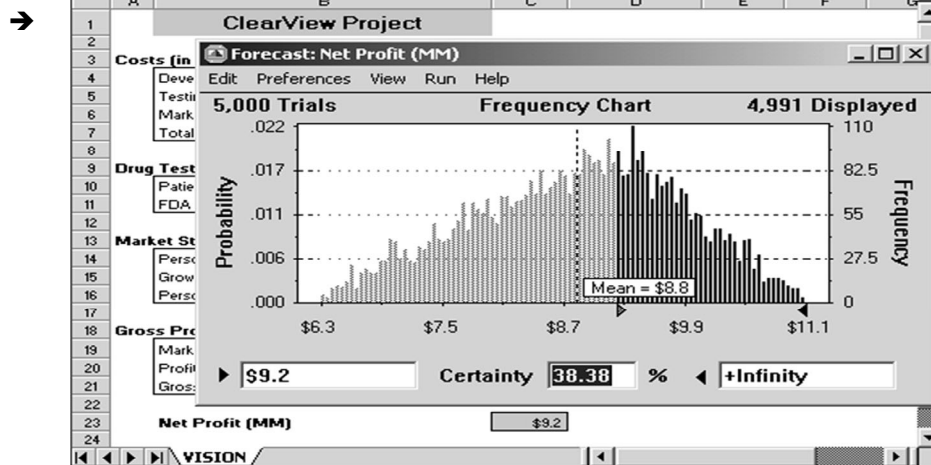 ➔
A B C D E F G
1 ClearView Project
2
3 Costs (in
4 Deve
5 Testi
6 Mark
7 Total
8
9 Drug Test
10 Patie
11 FDA
12
13 Market St
14 Perso
15 Grow
16 Perso
17
18 Gross Pro
19 Mark
20 Profi
21 Gros
22
23 Net Profit (MM) $9.2
24
VISION
Forecast: Net Profit (MM)
Edit Preferences View Run Help
5,000 Trials Frequency Chart 4,991 Displayed
.022 110
.017 82.5
.011 55
.006 27.5
.000 0
Probability
Frequency
Mean = $8.8
$6.3 $7.5 $8.7 $9.9 $11.1
$9.2 Certainty 38.38 % +Infinity